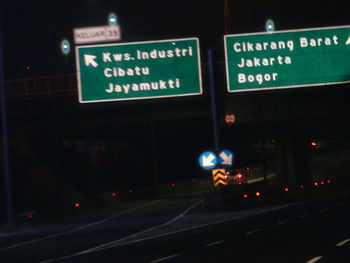 KELUAR 35
Kws.Industri
Cibatu
Jayamukti
Cikarang Barat
Jakarta
Bogor